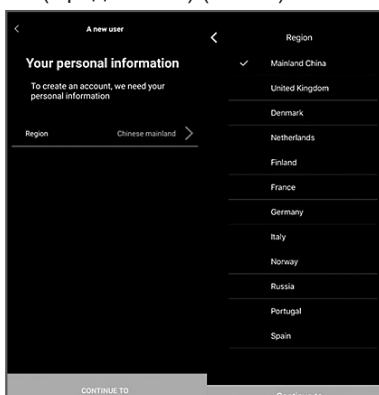 A new user
Your personal information
To create an account, we need your
personal information
Region Chinese mainland
CONTINUE TO
Region
Mainland China
United Kingdom
Denmark
Netherlands
Finland
France
Germany
Italy
Norway
Russia
Portugal
Spain